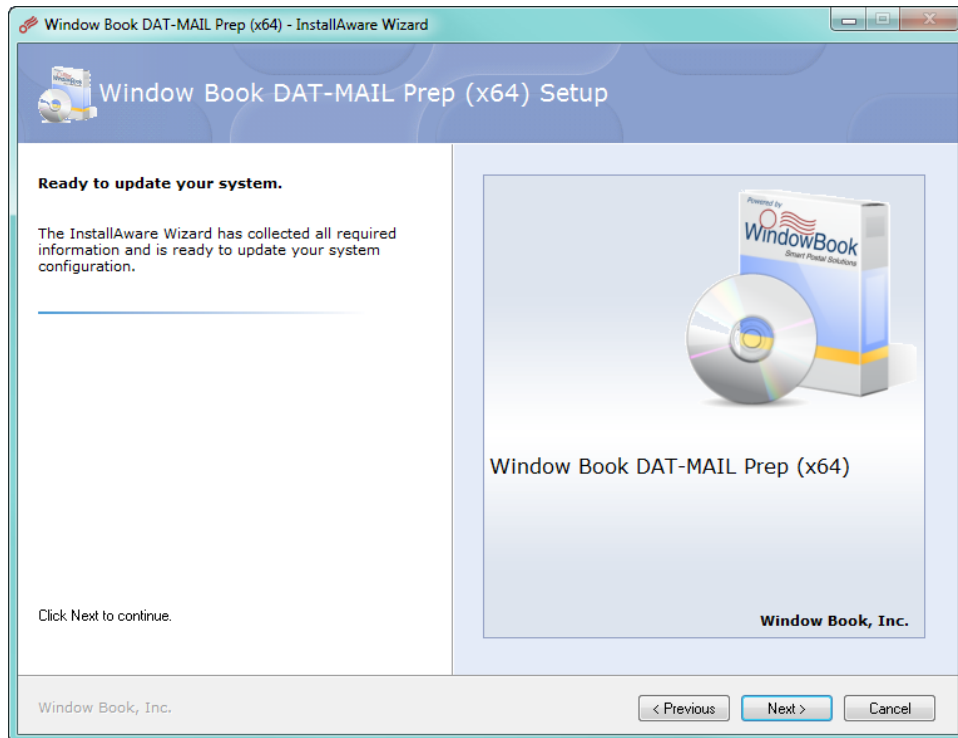 Window Book DAT-MAIL Prep (x64) - InstallAware Wizard
Window Book DAT-MAIL Prep (x64) Setup
Ready to update your system.
The InstallAware Wizard has collected all required
information and is ready to update your system
configuration.
Powered by
WindowBook
Smart Postal Solutions
Window Book DAT-MAIL Prep (x64)
Click Next to continue.
Window Book, Inc.
Window Book, Inc.
< Previous
Next >
Cancel